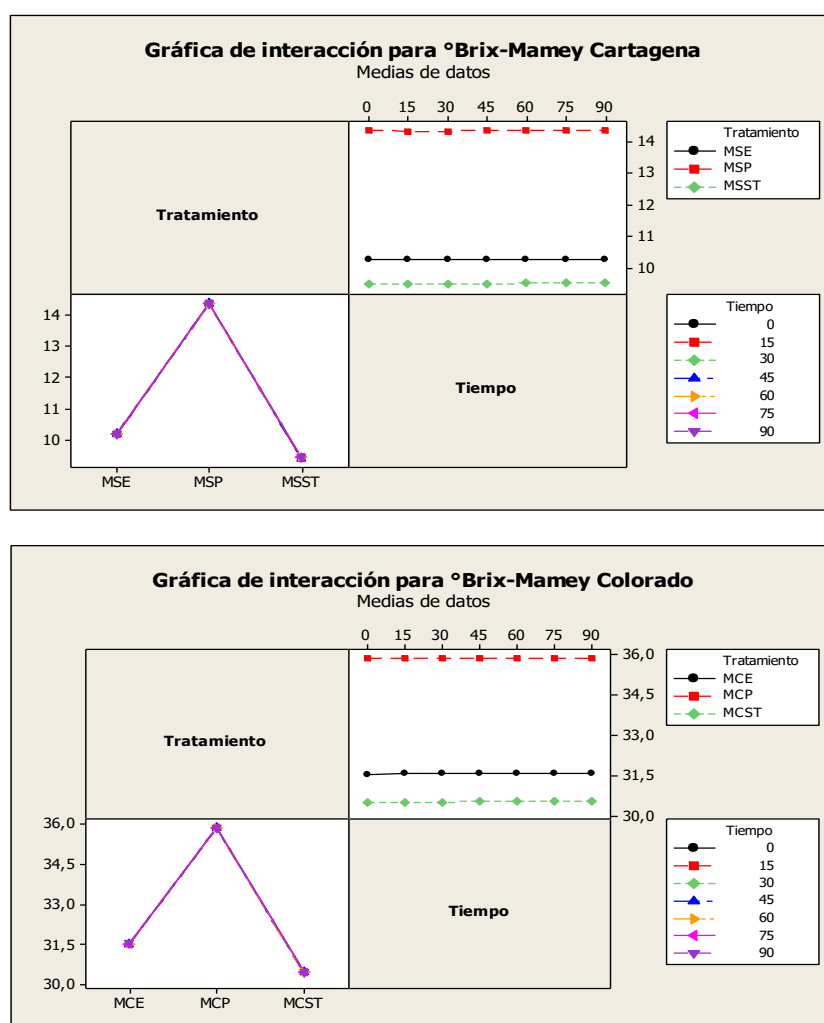 Gráfica de interacción para °Brix-Mamey Cartagena
Medias de datos
0 15 30 45 60 75 90
Tratamiento
14
13
12
11
10
Tratamiento
MSE
MSP
MSST
14
13
12
11
10
Tiempo
Tiempo
0
15
30
45
60
75
90
MSE MSP MSST
Gráfica de interacción para °Brix-Mamey Colorado
Medias de datos
0 15 30 45 60 75 90
Tratamiento
36,0
34,5
33,0
31,5
30,0
Tratamiento
MCE
MCP
MCST
36,0
34,5
33,0
31,5
30,0
Tiempo
Tiempo
0
15
30
45
60
75
90
MCE MCP MCST